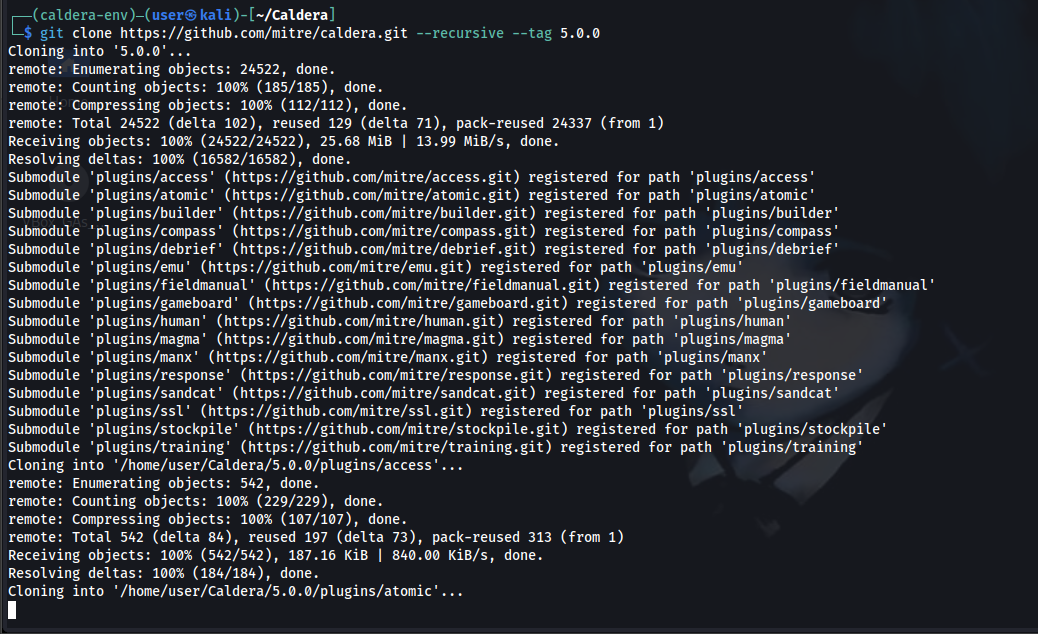 ┌──(caldera-env)─(user㉿kali)-[~/Caldera]
└─$ git clone https://github.com/mitre/caldera.git --recursive --tag 5.0.0
Cloning into '5.0.0'...
remote: Enumerating objects: 24522, done.
remote: Counting objects: 100% (185/185), done.
remote: Compressing objects: 100% (112/112), done.
remote: Total 24522 (delta 102), reused 129 (delta 71), pack-reused 24337 (from 1)
Receiving objects: 100% (24522/24522), 25.68 MiB | 13.99 MiB/s, done.
Resolving deltas: 100% (16582/16582), done.
Submodule 'plugins/access' (https://github.com/mitre/access.git) registered for path 'plugins/access'
Submodule 'plugins/atomic' (https://github.com/mitre/atomic.git) registered for path 'plugins/atomic'
Submodule 'plugins/builder' (https://github.com/mitre/builder.git) registered for path 'plugins/builder'
Submodule 'plugins/compass' (https://github.com/mitre/compass.git) registered for path 'plugins/compass'
Submodule 'plugins/debrief' (https://github.com/mitre/debrief.git) registered for path 'plugins/debrief'
Submodule 'plugins/emu' (https://github.com/mitre/emu.git) registered for path 'plugins/emu'
Submodule 'plugins/fieldmanual' (https://github.com/mitre/fieldmanual.git) registered for path 'plugins/fieldmanual'
Submodule 'plugins/gameboard' (https://github.com/mitre/gameboard.git) registered for path 'plugins/gameboard'
Submodule 'plugins/human' (https://github.com/mitre/human.git) registered for path 'plugins/human'
Submodule 'plugins/magma' (https://github.com/mitre/magma.git) registered for path 'plugins/magma'
Submodule 'plugins/manx' (https://github.com/mitre/manx.git) registered for path 'plugins/manx'
Submodule 'plugins/response' (https://github.com/mitre/response.git) registered for path 'plugins/response'
Submodule 'plugins/sandcat' (https://github.com/mitre/sandcat.git) registered for path 'plugins/sandcat'
Submodule 'plugins/ssl' (https://github.com/mitre/ssl.git) registered for path 'plugins/ssl'
Submodule 'plugins/stockpile' (https://github.com/mitre/stockpile.git) registered for path 'plugins/stockpile'
Submodule 'plugins/training' (https://github.com/mitre/training.git) registered for path 'plugins/training'
Cloning into '/home/user/Caldera/5.0.0/plugins/access'...
remote: Enumerating objects: 542, done.
remote: Counting objects: 100% (229/229), done.
remote: Compressing objects: 100% (107/107), done.
remote: Total 542 (delta 84), reused 197 (delta 73), pack-reused 313 (from 1)
Receiving objects: 100% (542/542), 187.16 KiB | 840.00 KiB/s, done.
Resolving deltas: 100% (184/184), done.
Cloning into '/home/user/Caldera/5.0.0/plugins/atomic'...